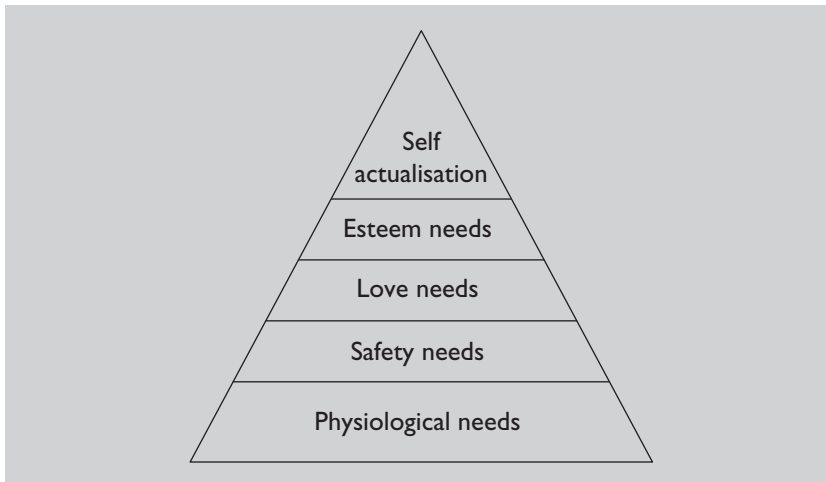 Self
actualisation
Esteem needs
Love needs
Safety needs
Physiological needs